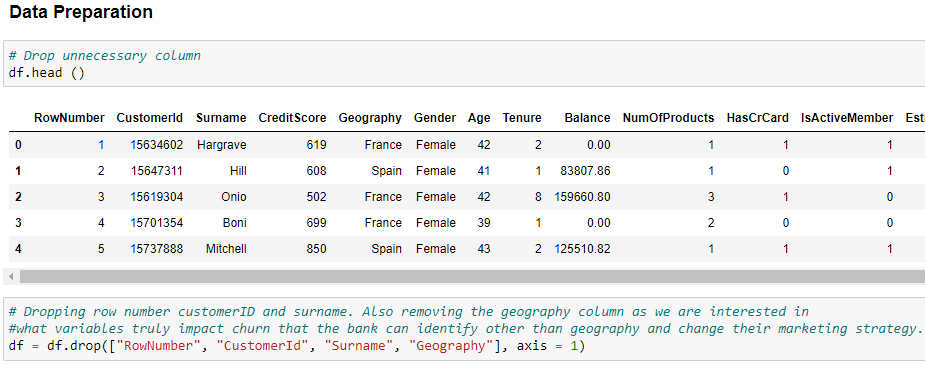 Data Preparation
# Drop unnecessary column
df.head ()
RowNumber CustomerId Surname CreditScore Geography Gender Age Tenure Balance NumOfProducts HasCrCard IsActiveMember Esti
0 1 15634602 Hargrave 619 France Female 42 2 0.00 1 1 1
1 2 15647311 Hill 608 Spain Female 41 1 83807.86 1 0 1
2 3 15619304 Onio 502 France Female 42 8 159660.80 3 1 0
3 4 15701354 Boni 699 France Female 39 1 0.00 2 0 0
4 5 15737888 Mitchell 850 Spain Female 43 2 125510.82 1 1 1
# Dropping row number customerID and surname. Also removing the geography column as we are interested in
#what variables truly impact churn that the bank can identify other than geography and change their marketing strategy.
df = df.drop(["RowNumber", "CustomerId", "Surname", "Geography"], axis = 1)